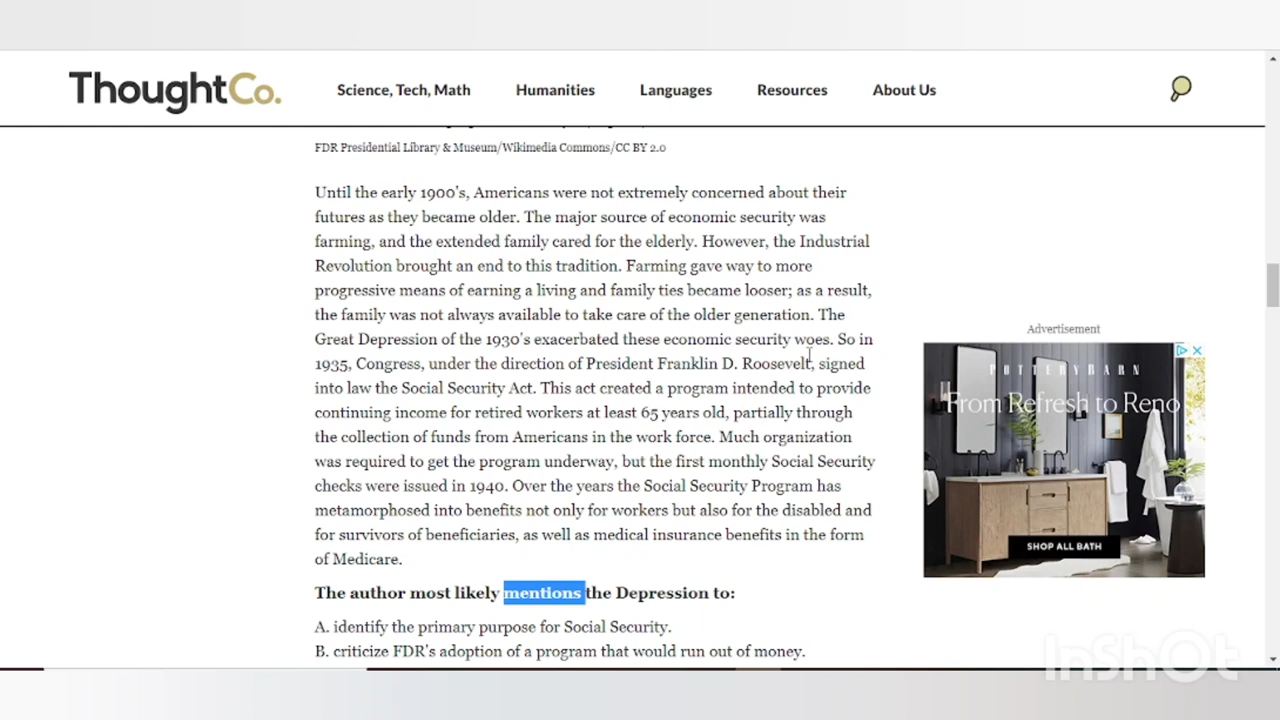 ThoughtCo.
Science, Tech, Math
Humanities
Languages
Resources
About Us
FDR Presidential Library & Museum/Wikimedia Commons/CC BY 2.0
Until the early 1900's, Americans were not extremely concerned about their
futures as they became older. The major source of economic security was
farming, and the extended family cared for the elderly. However, the Industrial
Revolution brought an end to this tradition. Farming gave way to more
progressive means of earning a living and family ties became looser; as a result,
the family was not always available to take care of the older generation. The
Great Depression of the 1930's exacerbated these economic security woes. So in
1935, Congress, under the direction of President Franklin D. Roosevelt, signed
into law the Social Security Act. This act created a program intended to provide
continuing income for retired workers at least 65 years old, partially through
the collection of funds from Americans in the work force. Much organization
was required to get the program underway, but the first monthly Social Security
checks were issued in 1940. Over the years the Social Security Program has
metamorphosed into benefits not only for workers but also for the disabled and
for survivors of beneficiaries, as well as medical insurance benefits in the form
of Medicare.
The author most likely mentions the Depression to:
A. identify the primary purpose for Social Security.
B. criticize FDR's adoption of a program that would run out of money.
Advertisement
POTTERYBARN
From Refresh to Reno
SHOP ALL BATH
InShOt